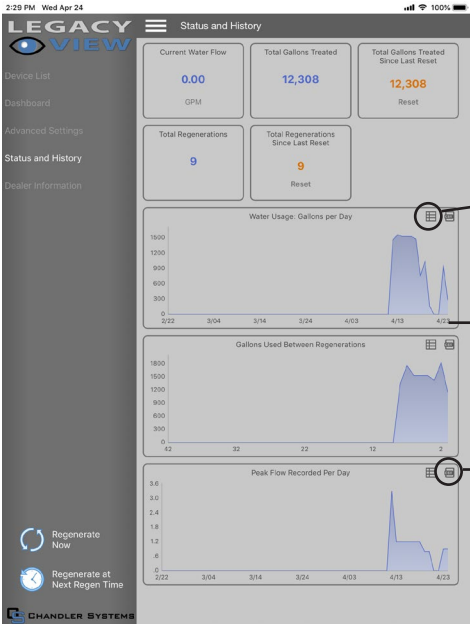 2:29 PM Wed Apr 24
100%
LEGACY
VIEW
Status and History
Device List
Dashboard
Advanced Settings
Status and History
Dealer Information
Current Water Flow
0.00
GPM
Total Gallons Treated
12,308
Total Gallons Treated
Since Last Reset
12,308
Reset
Total Regenerations
9
Total Regenerations
Since Last Reset
9
Reset
Water Usage: Gallons per Day
1500
1200
900
600
300
0
2/22 3/04 3/14 3/24 4/03 4/13 4/23
Gallons Used Between Regenerations
1800
1500
1200
900
600
300
0
42 32 22 12 2
Peak Flow Recorded Per Day
3.6
3.0
2.4
1.8
1.2
.6
.0
2/22 3/04 3/14 3/24 4/03 4/13 4/23
Regenerate
Now
Regenerate at
Next Regen Time
CHANDLER SYSTEMS